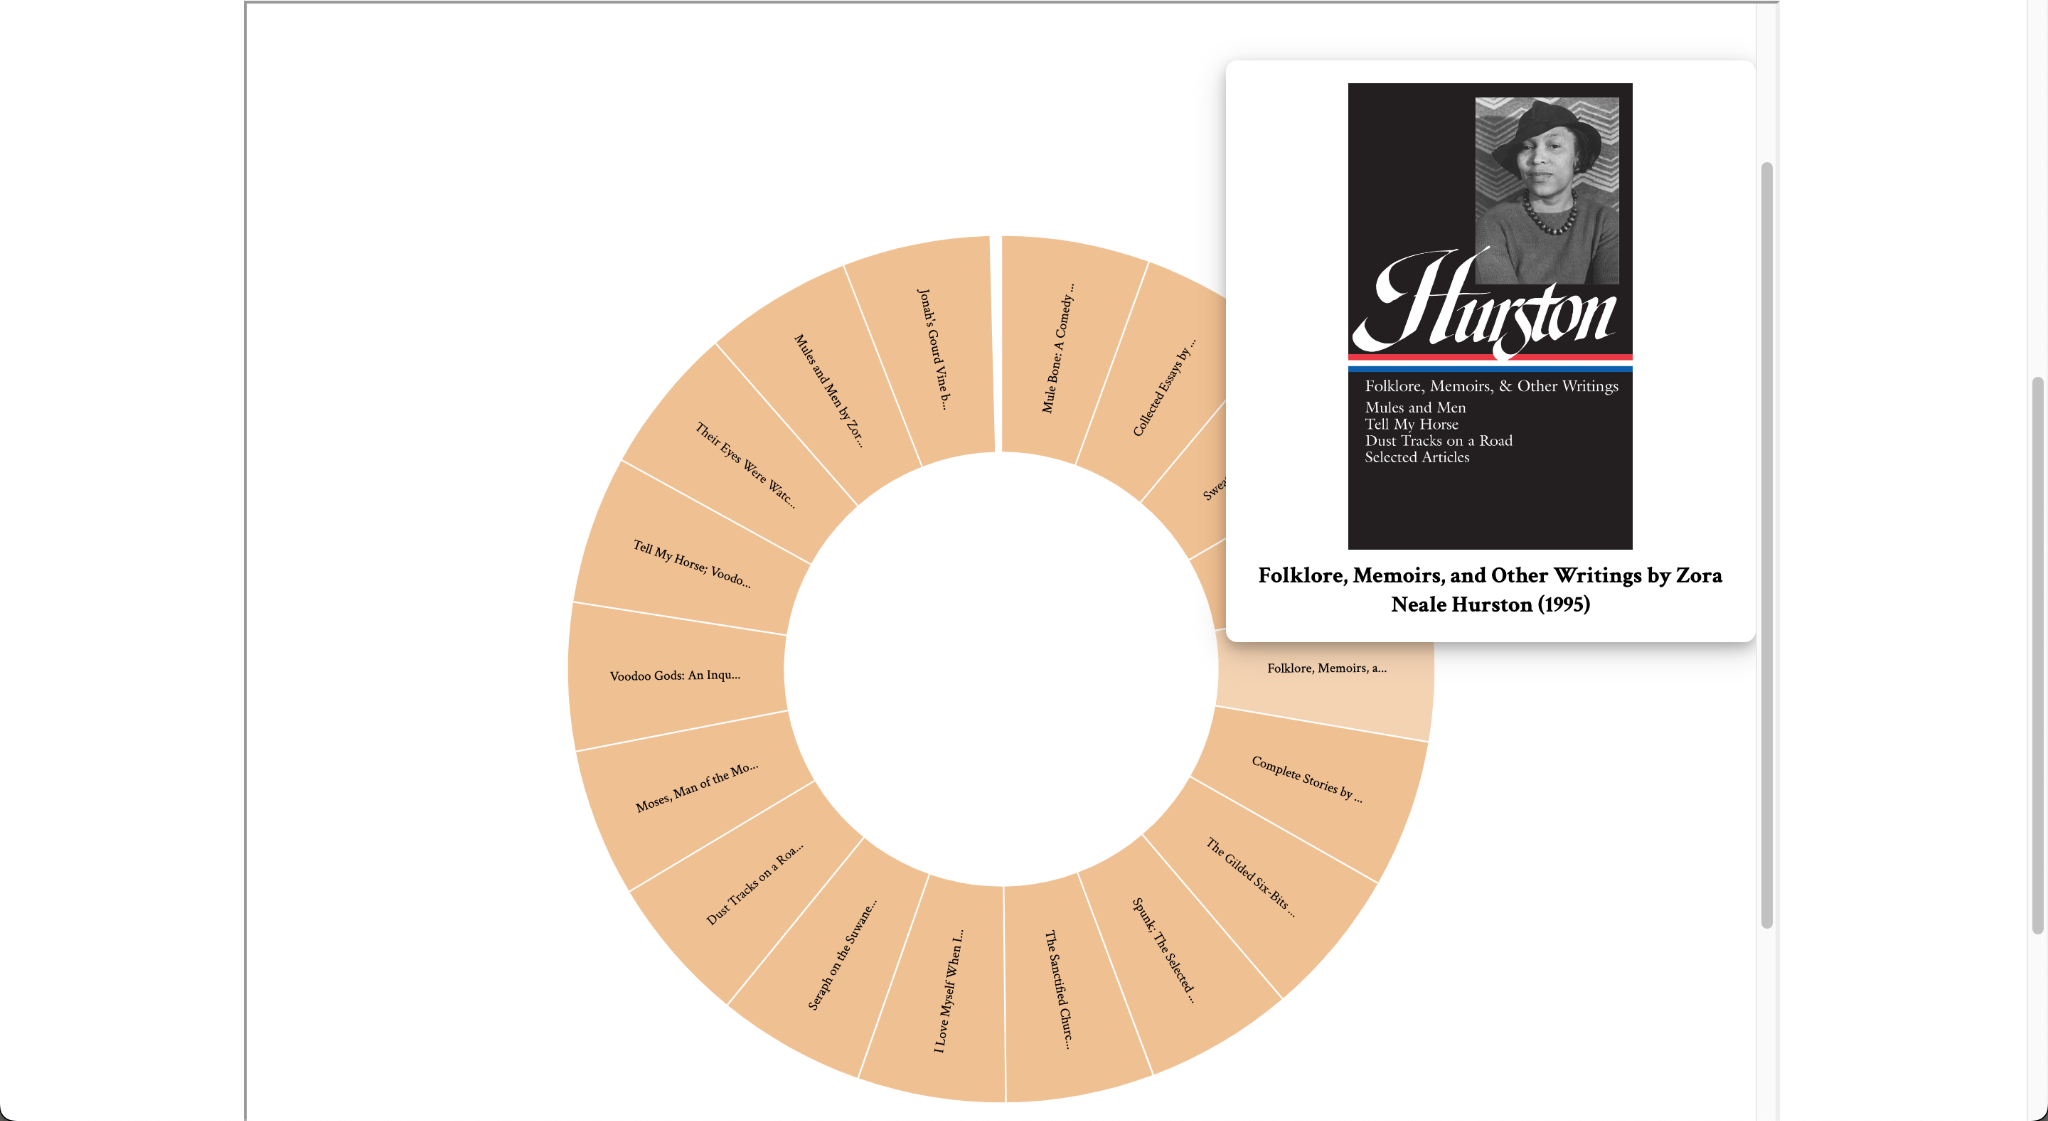 Hurston
Folklore, Memoirs, & Other Writings
Mules and Men
Tell My Horse
Dust Tracks on a Road
Selected Articles
Folklore, Memoirs, and Other Writings by Zora
Neale Hurston (1995)
Mule Bone: A Comedy ...
Collected Essays by ...
Folklore, Memoirs, a...
Complete Stories by ...
The Gilded Six-Bits ...
Spunk; The Selected ...
The Sanctified Churc...
I Love Myself When I...
Seraph on the Suwane...
Dust Tracks on a Roa...
Moses, Man of the Mo...
Voodoo Gods: An Inqu...
Tell My Horse; Voodo...
Their Eyes Were Watc...
Mules and Men by Zor...
Jonah's Gourd Vine b...